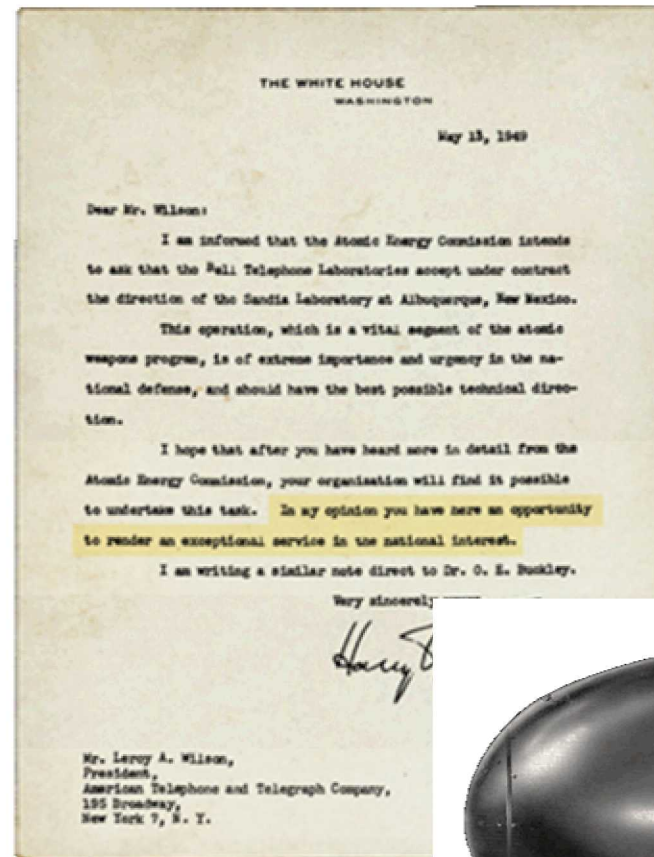 THE WHITE HOUSE
WASHINGTON
May 13, 1949
Dear Mr. Wilson:
I am informed that the Atomic Energy Commission intends
to ask that the Bell Telephone Laboratories accept under contract
the direction of the Sandia Laboratory at Albuquerque, New Mexico.
This operation, which is a vital segment of the atomic
weapons program, is of extreme importance and urgency in the na-
tional defense, and should have the best possible technical direc-
tion.
I hope that after you have heard more in detail from the
Atomic Energy Commission, your organization will find it possible
to undertake this task. In my opinion you have here an opportunity
to render an exceptional service in the national interest.
I am writing a similar note direct to Dr. O. E. Buckley.
Very sincerely
Harry
Mr. Leroy A. Wilson,
President,
American Telephone and Telegraph Company,
195 Broadway,
New York 7, N. Y.